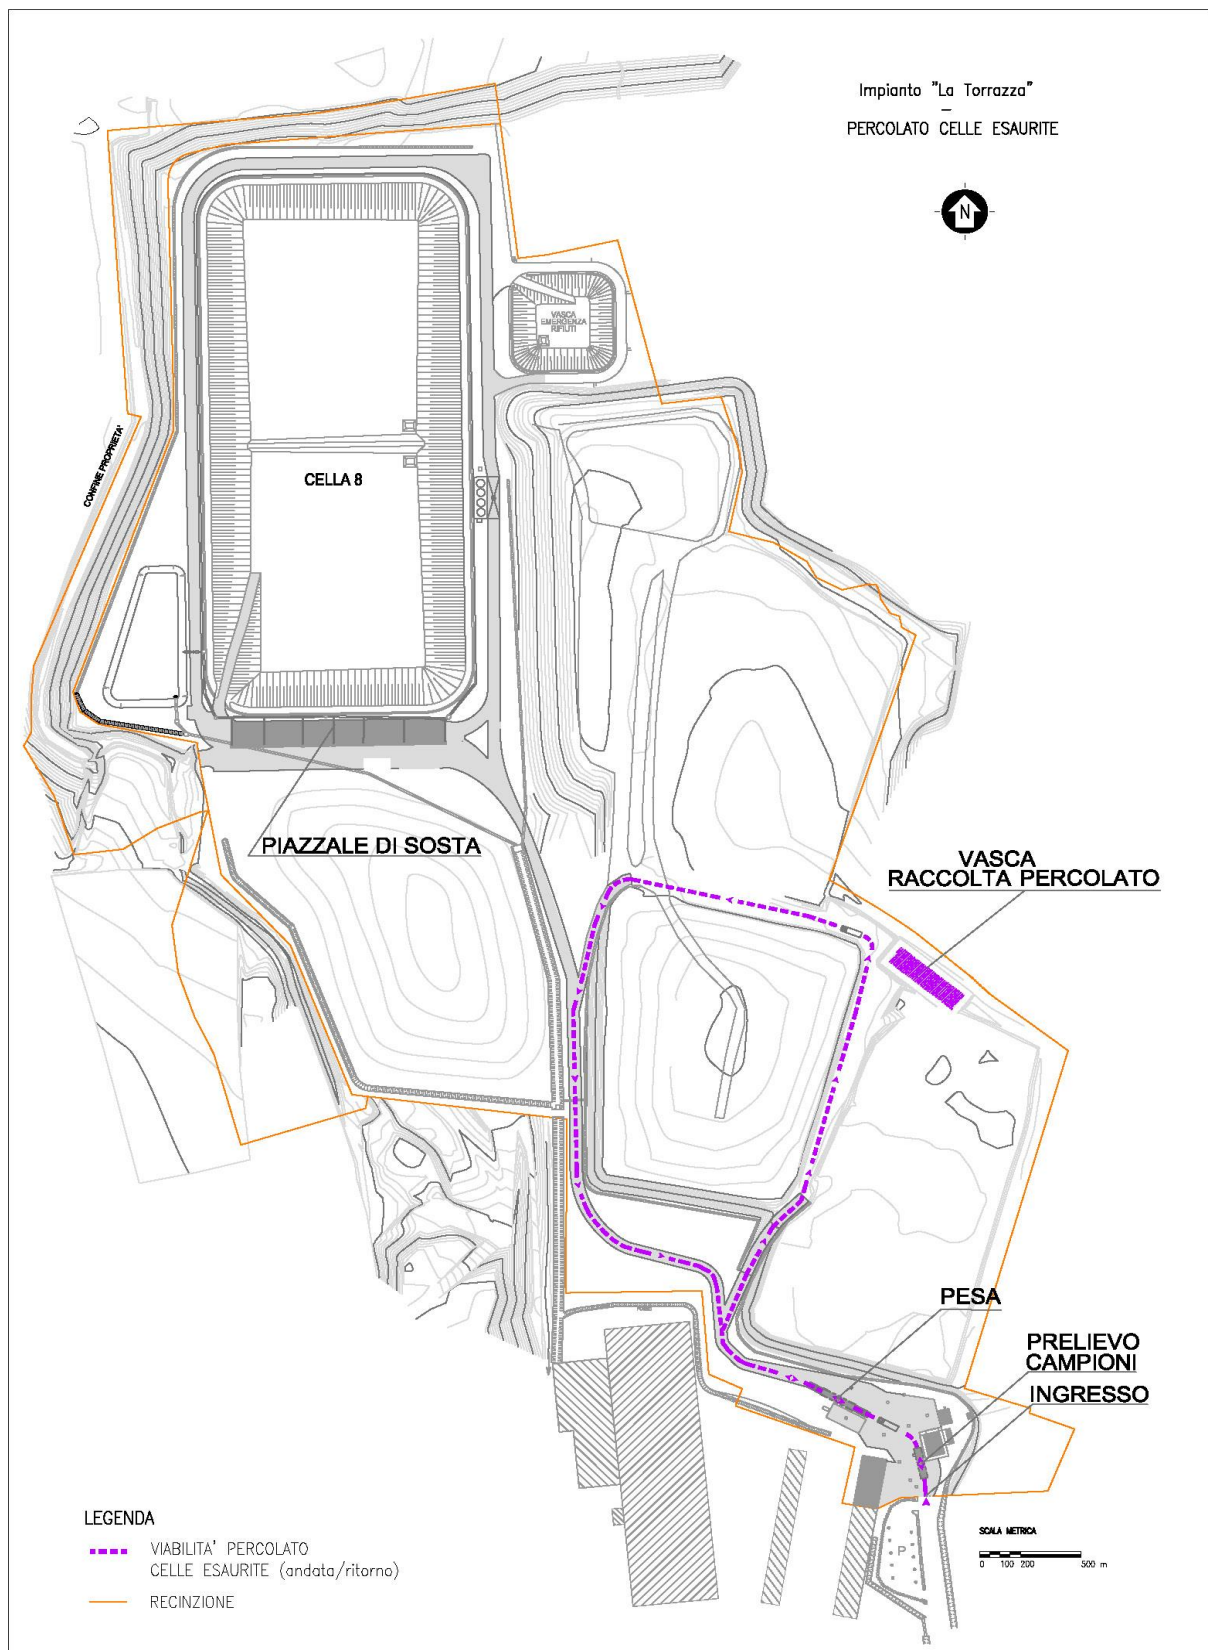 Impianto "La Torrazza"
–
PERCOLATO CELLE ESAURITE
N
VASCA
EMERGENZA
RIFIUTI
CONFINE PROPRIETA'
CELLA 8
PIAZZALE DI SOSTA
VASCA
RACCOLTA PERCOLATO
PESA
PRELIEVO
CAMPIONI
INGRESSO
LEGENDA
VIABILITA' PERCOLATO
CELLE ESAURITE (andata/ritorno)
RECINZIONE
P
SCALA METRICA
0 100 200 500 m